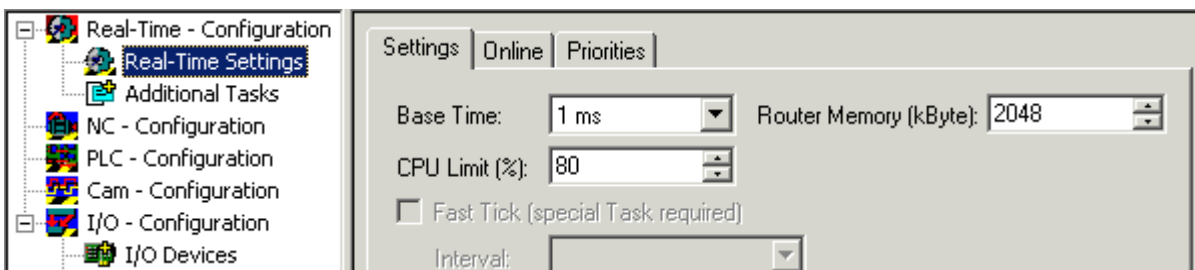 Real-Time - Configuration
Real-Time Settings
Additional Tasks
NC - Configuration
PLC - Configuration
Cam - Configuration
I/O - Configuration
I/O Devices
Settings Online Priorities
Base Time: 1 ms Router Memory (kByte): 2048
CPU Limit (%): 80
Fast Tick (special Task required)
Interval: